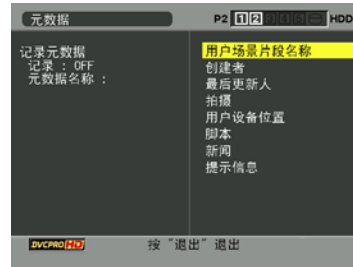 元数据
P2 1 2 HDD
记录元数据
记录 : OFF
元数据名称 :
用户场景片段名称
创建者
最后更新人
拍摄
用户设备位置
脚本
新闻
提示信息
DVCPRO HD
按 "退出" 退出